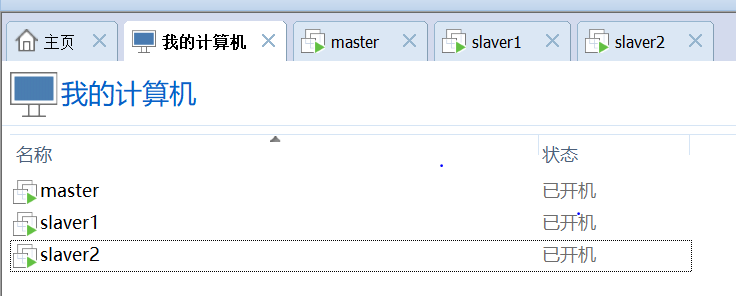 主页 我的计算机 master slaver1 slaver2
我的计算机
名称 状态
master 已开机
slaver1 已开机
slaver2 已开机